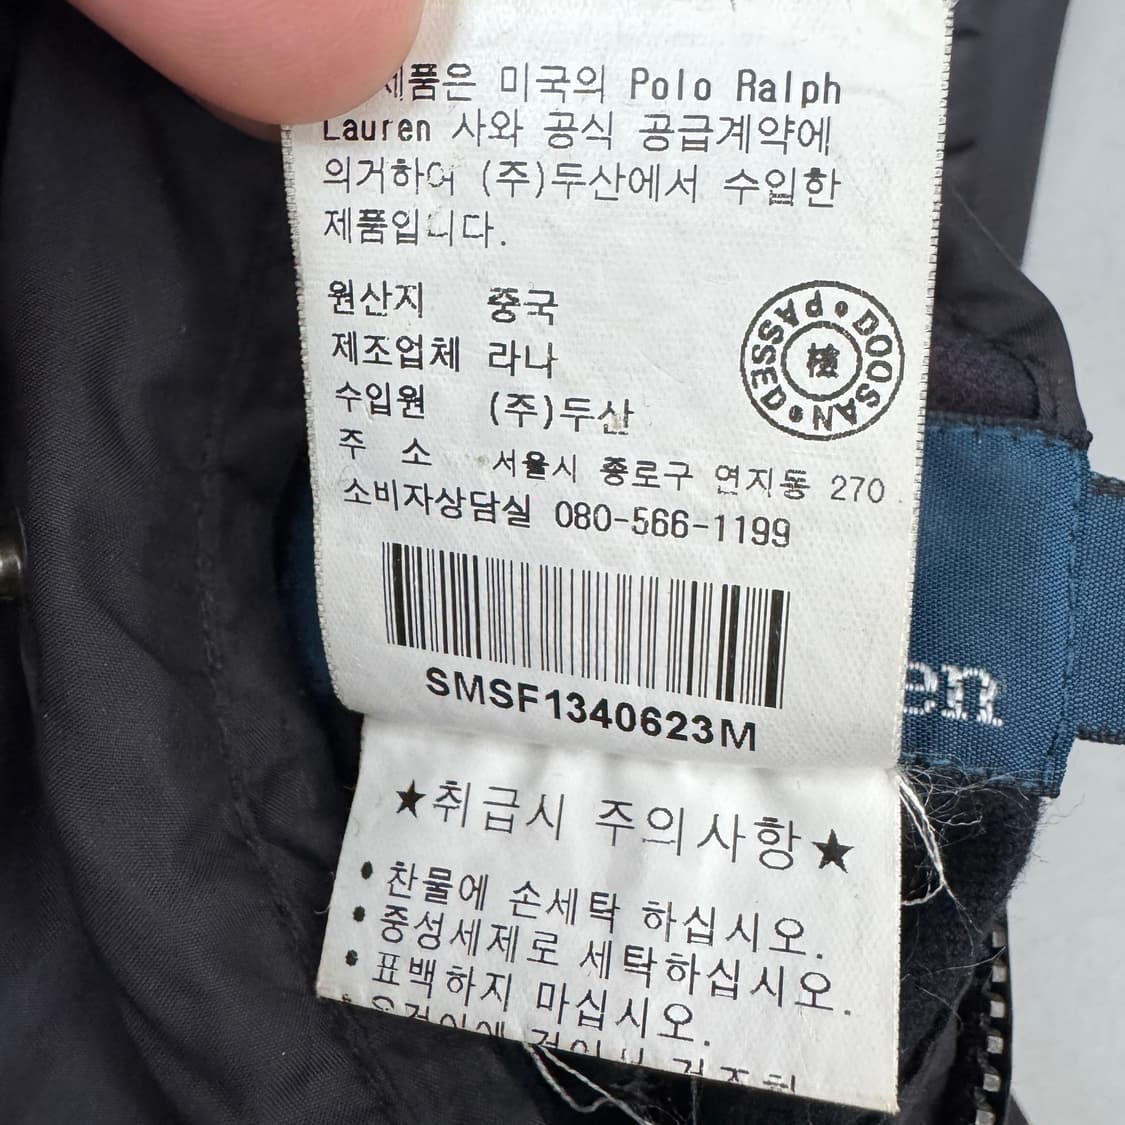 제품은 미국의 Polo Ralph
Lauren 사와 공식 공급계약에
의거하여 (주)두산에서 수입한
제품입니다.
원산지 중국
제조업체 라나
수입원 (주)두산
주 소 서울시 종로구 연지동 270
소비자상담실 080-566-1199
DOOSAN • PASSED •
檢
SMSF1340623M
en
★취급시 주의사항★
• 찬물에 손세탁 하십시오.
• 중성세제로 세탁하십시오.
• 표백하지 마십시오.